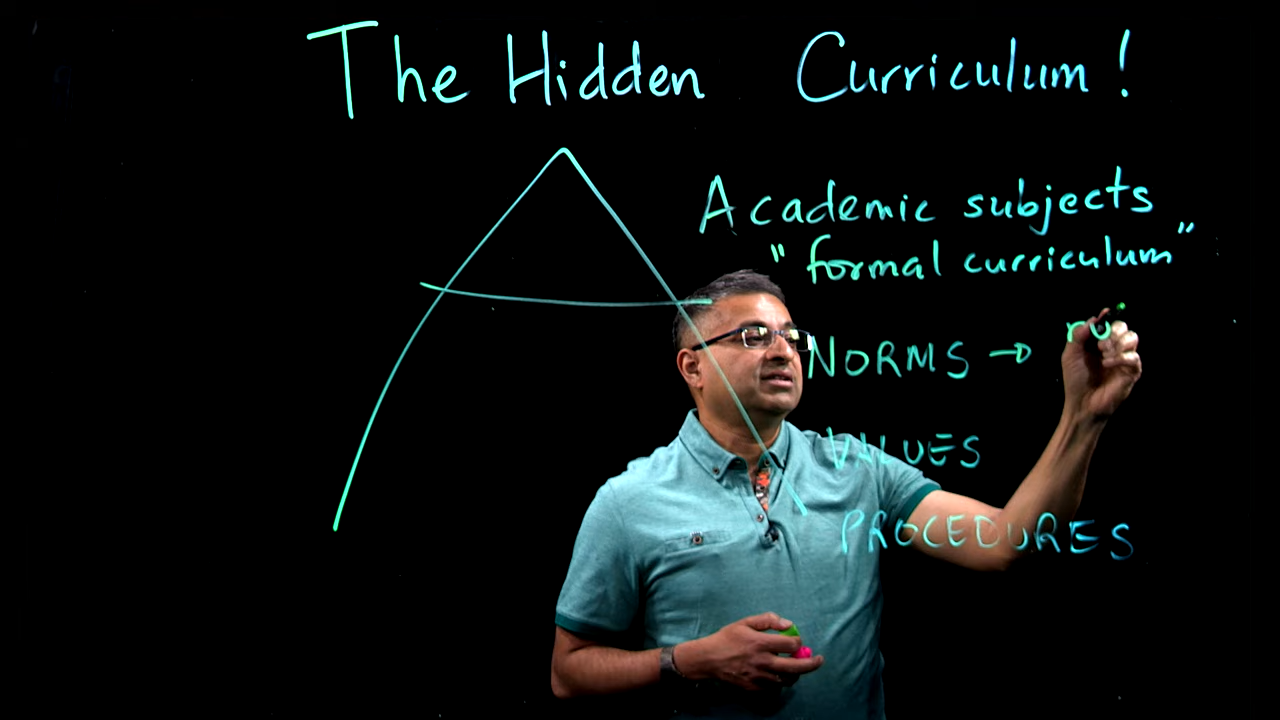 The Hidden Curriculum!
Academic subjects
"formal curriculum"
NORMS →
VALUES
PROCEDURES